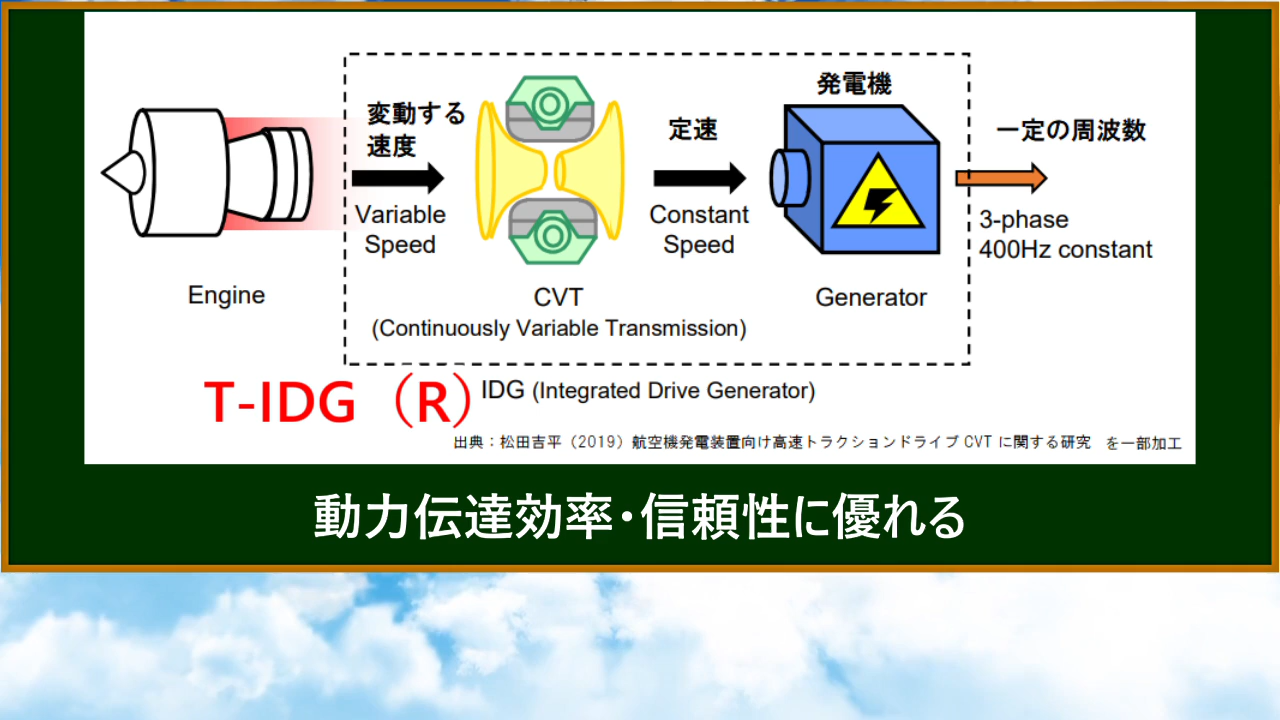 変動する
速度
定速
発電機
一定の周波数
Variable
Speed
Constant
Speed
3-phase
400Hz constant
Engine
CVT
Generator
(Continuously Variable Transmission)
T-IDG（R）IDG (Integrated Drive Generator)
出典：松田吉平（2019）航空機発電装置向け高速トラクションドライブ CVT に関する研究 を一部加工
動力伝達効率・信頼性に優れる